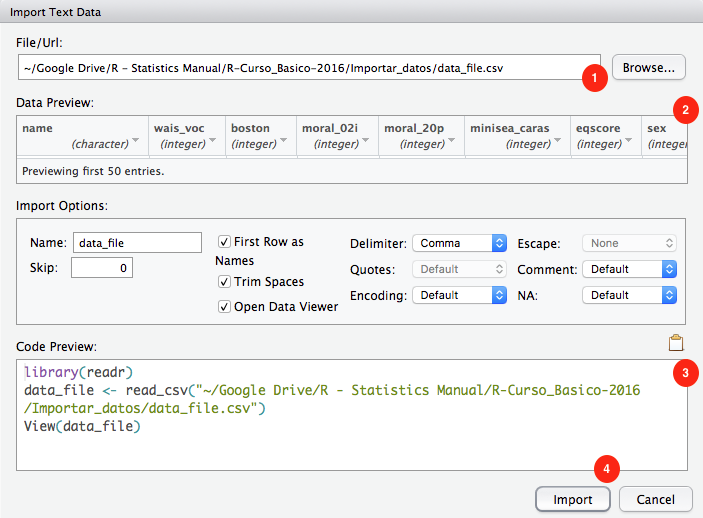 Import Text Data
File/Url:
~/Google Drive/R - Statistics Manual/R-Curso_Basico-2016/Importar_datos/data_file.csv
1
Browse...
Data Preview:
2
name wais_voc boston moral_02i moral_20p minisea_caras eqscore sex
(character) (integer) (integer) (integer) (integer) (integer) (integer) (integer
Previewing first 50 entries.
Import Options:
Name: data_file First Row as Names Delimiter: Comma Escape: None
Skip: 0 Trim Spaces Quotes: Default Comment: Default
Open Data Viewer Encoding: Default NA: Default
Code Preview:
3
library(readr)
data_file <- read_csv("~/Google Drive/R - Statistics Manual/R-Curso_Basico-2016
/Importar_datos/data_file.csv")
View(data_file)
4
Import Cancel